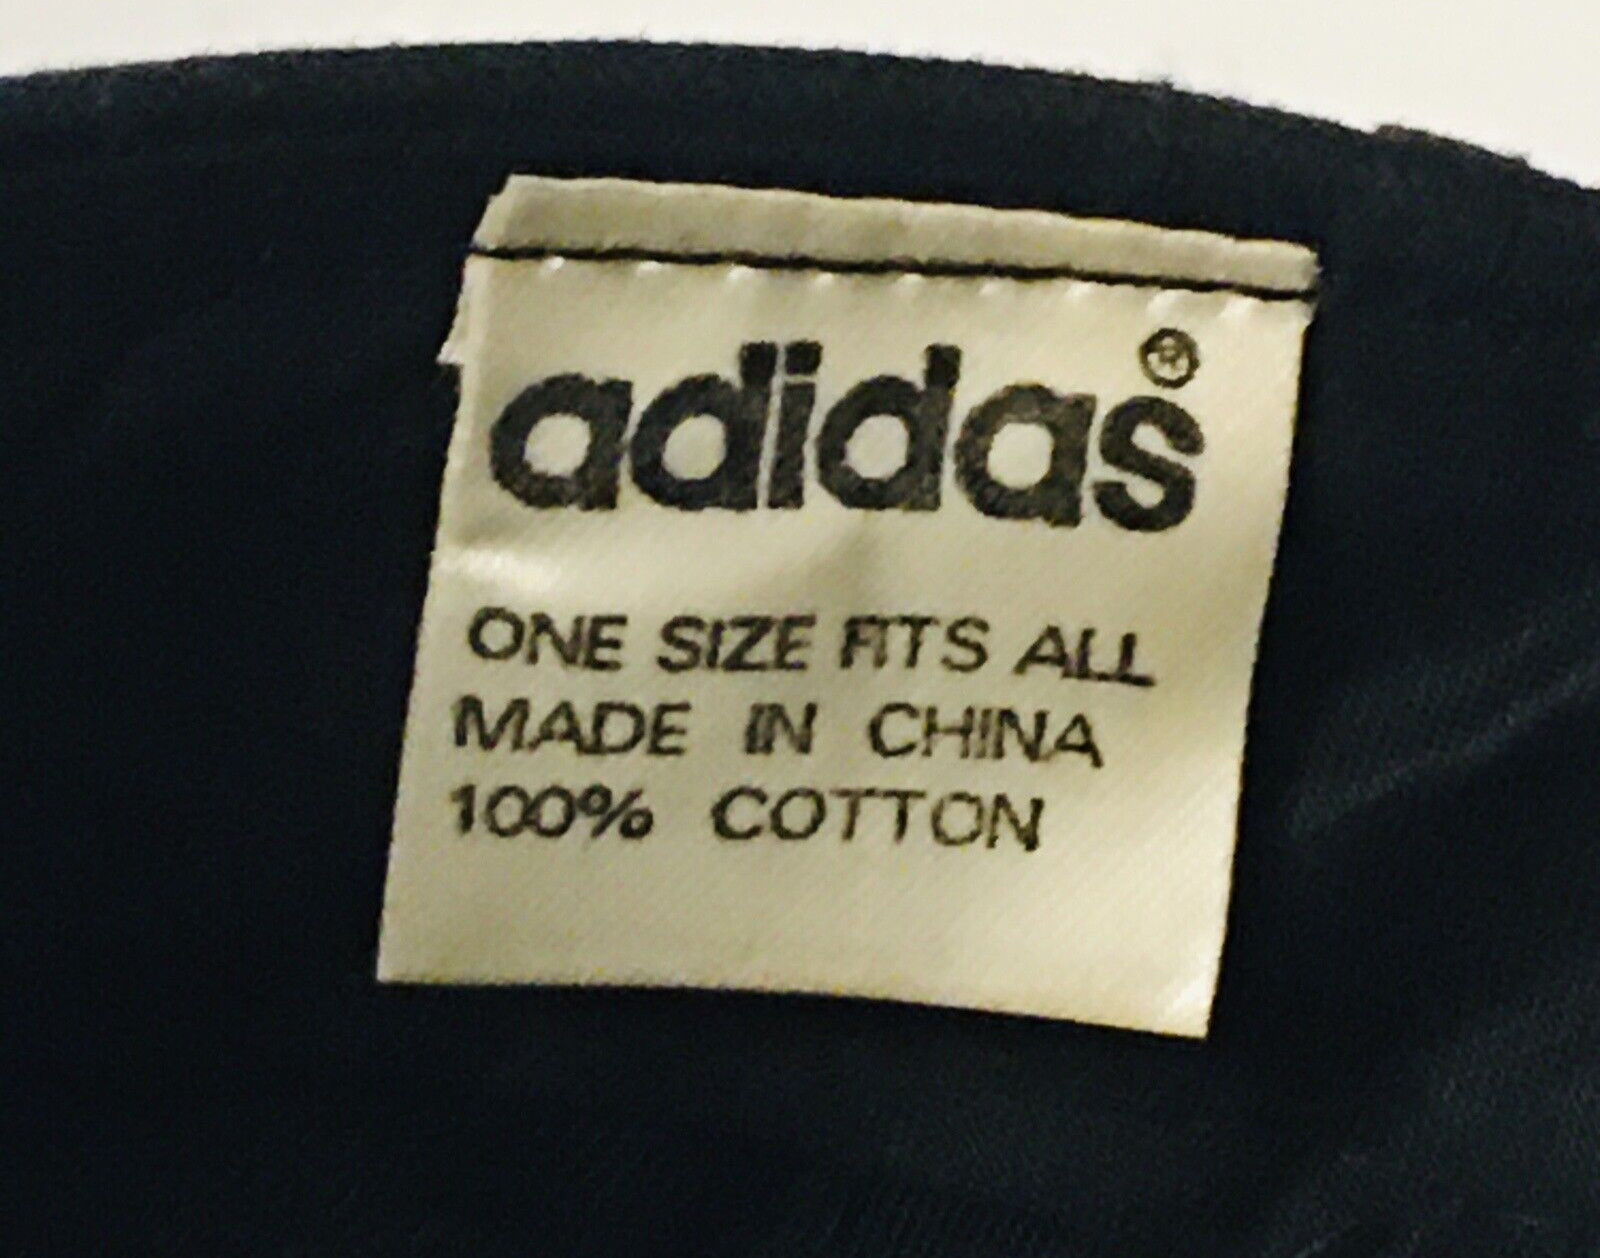 adidas®
ONE SIZE FITS ALL
MADE IN CHINA
100% COTTON